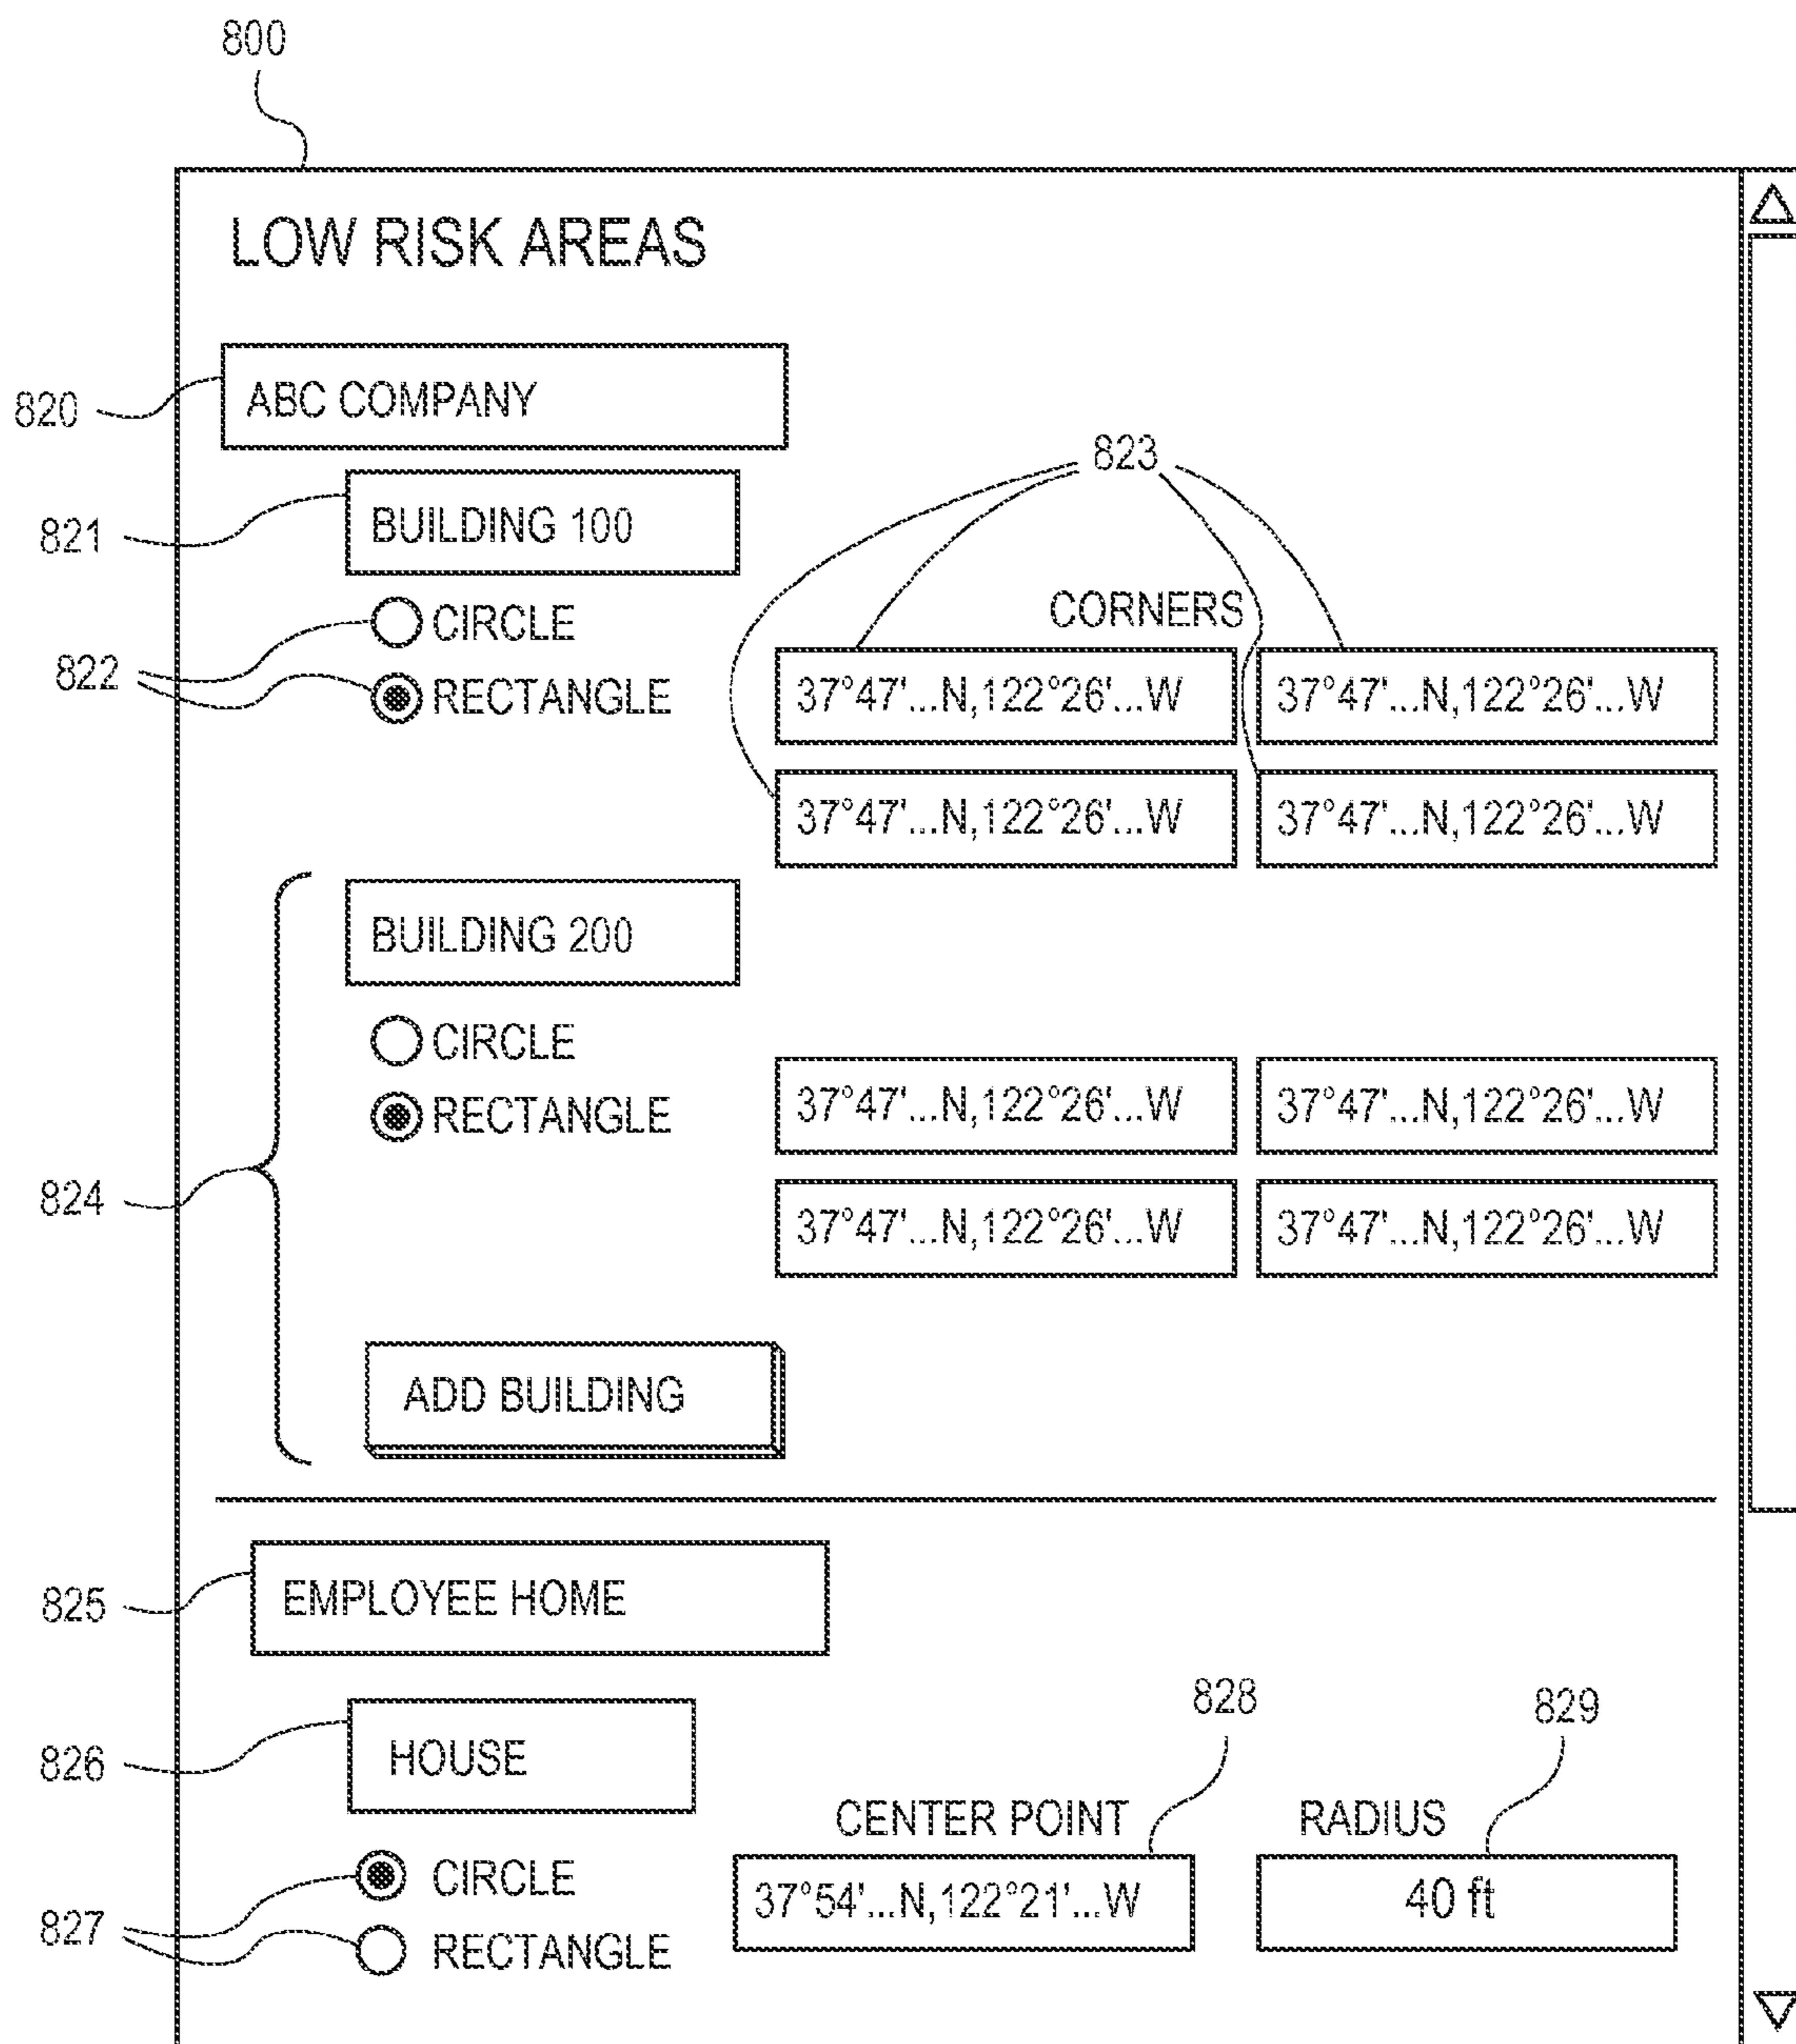 800
LOW RISK AREAS
820
ABC COMPANY
823
821
BUILDING 100
822
CIRCLE
CORNERS
RECTANGLE
37°47'...N,122°26'...W
37°47'...N,122°26'...W
37°47'...N,122°26'...W
37°47'...N,122°26'...W
824
BUILDING 200
CIRCLE
RECTANGLE
37°47'...N,122°26'...W
37°47'...N,122°26'...W
37°47'...N,122°26'...W
37°47'...N,122°26'...W
ADD BUILDING
825
EMPLOYEE HOME
826
HOUSE
828
829
CENTER POINT
RADIUS
827
CIRCLE
37°54'...N,122°21'...W
40 ft
RECTANGLE